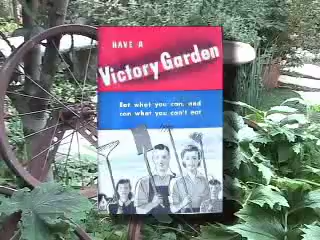 HAVE A
Victory Garden
Eat what you can, and
can what you can't eat